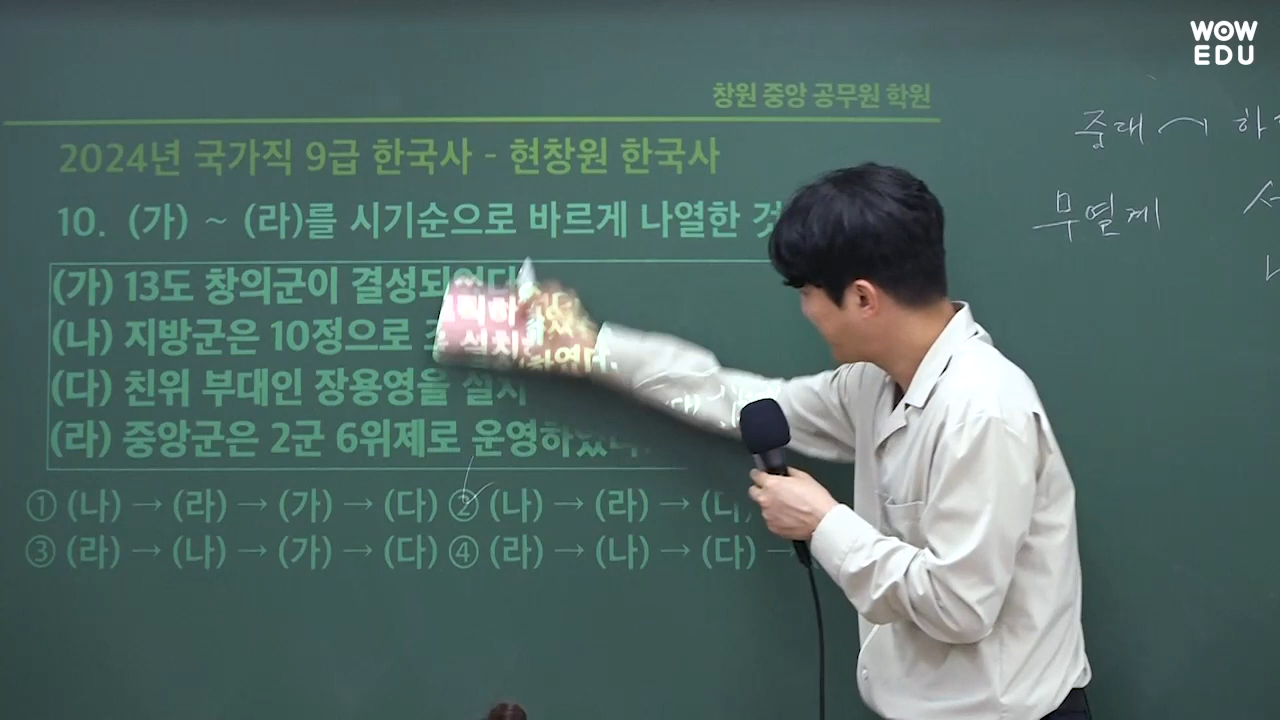 WOW
EDU
창원 중앙 공무원 학원
2024년 국가직 9급 한국사 - 현창원 한국사
10. (가) ~ (라)를 시기순으로 바르게 나열한
(가) 13도 창의군이 결성되었다
(나) 지방군은 10정으로
(다) 친위 부대인 장용영을 설치
(라) 중앙군은 2군 6위제로 운영하였다.
① (나) → (라) → (가) → (다) ② (나) → (라) →
③ (라) → (나) → (가) → (다) ④ (라) → (나) → (다) →
중대
무열계